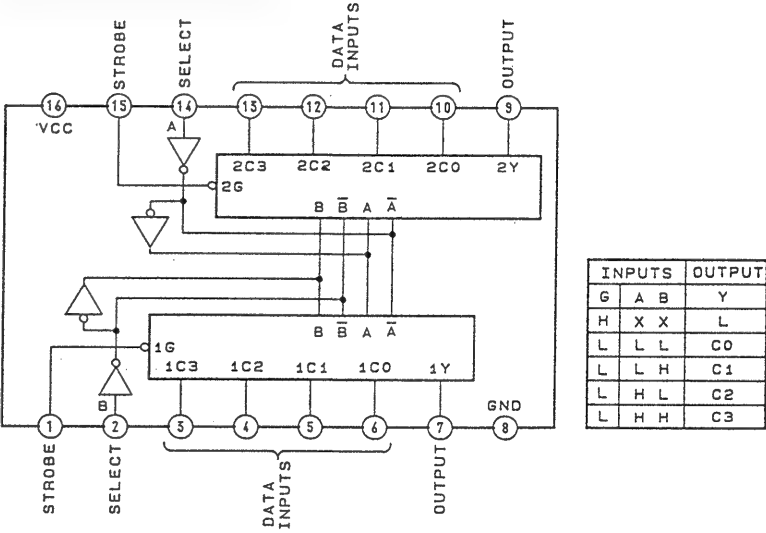 STROBE
SELECT
DATA
INPUTS
OUTPUT
16
15
14
13
12
11
10
9
VCC
A
2C3 2C2 2C1 2C0 2Y
2G
B B̅ A A̅
B B̅ A A̅
1G
1C3 1C2 1C1 1C0 1Y
B
GND
1
2
3
4
5
6
7
8
STROBE
SELECT
DATA
INPUTS
OUTPUT
INPUTS OUTPUT
G A B Y
H X X L
L L L C0
L L H C1
L H L C2
L H H C3